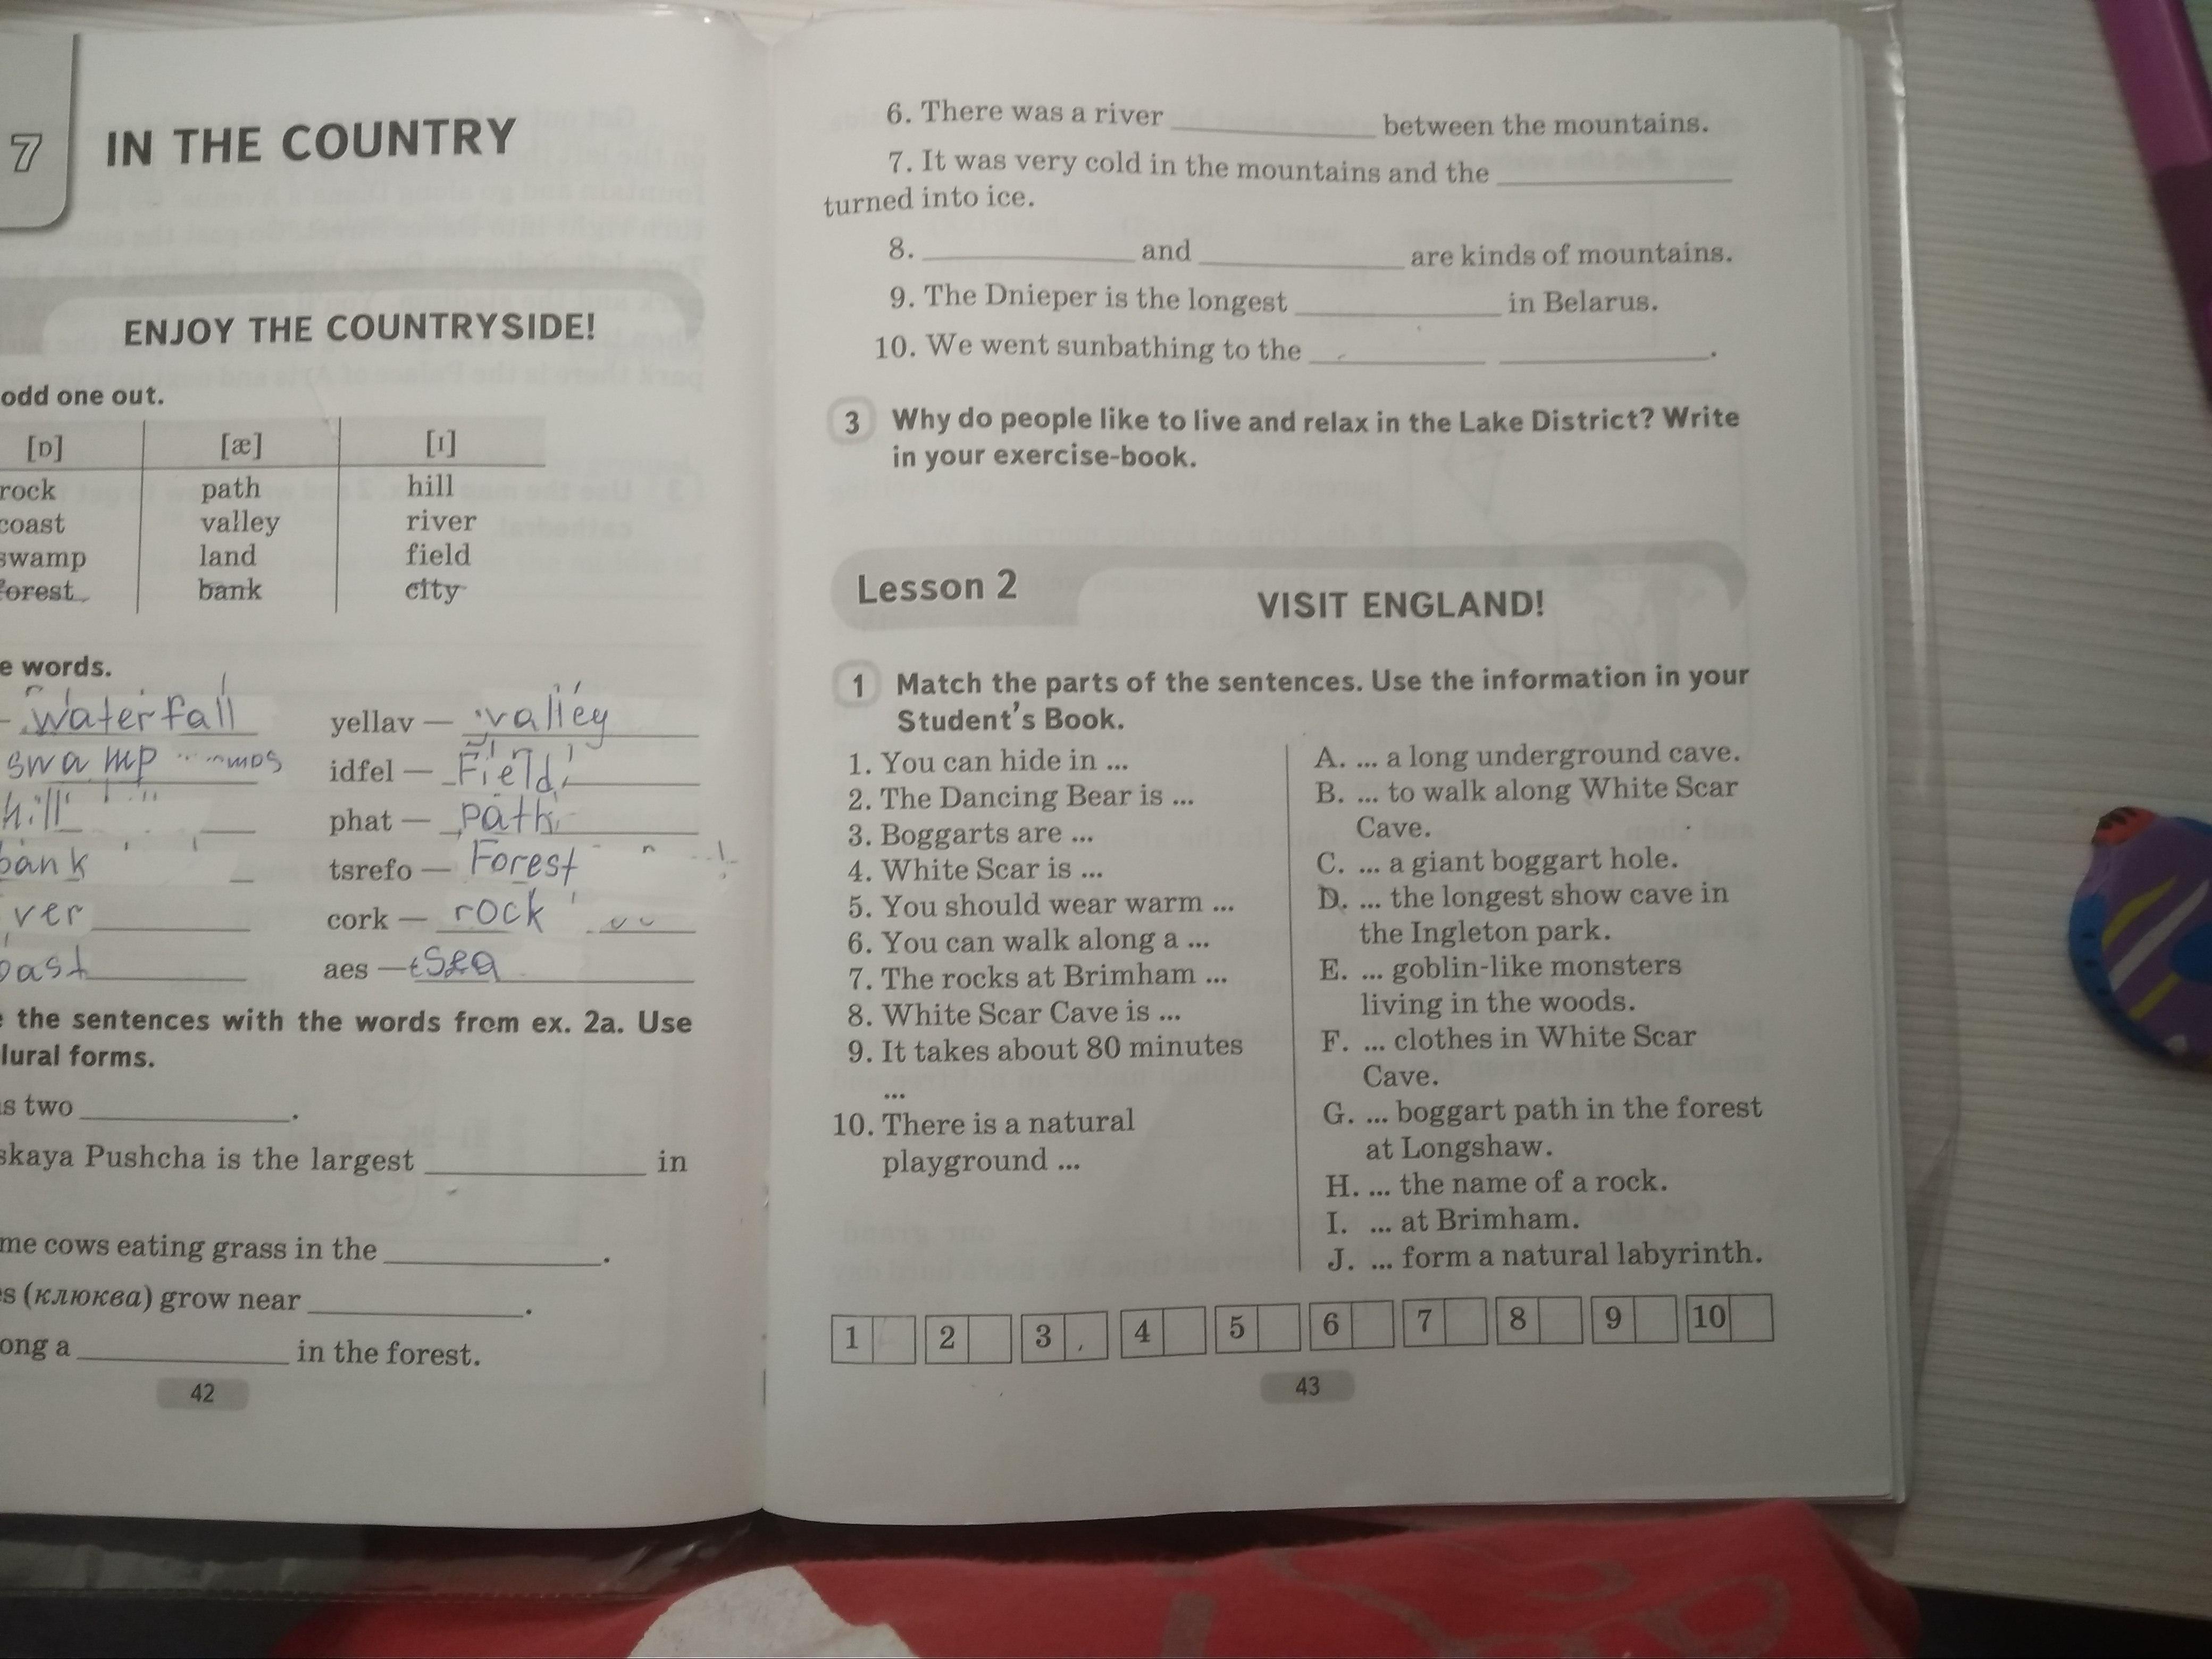 7 IN THE COUNTRY
ENJOY THE COUNTRYSIDE!
odd one out.
[ɒ] [æ] [ɪ]
rock path hill
coast valley river
swamp land field
forest bank city
words.
waterfall yellav — valley
swamp idfel — Field
hill phat — path
bank tsrefo — Forest
ver cork — rock
oast aes — sea
the sentences with the words from ex. 2a. Use
lural forms.
s two ____.
skaya Pushcha is the largest ____ in
me cows eating grass in the ____.
s (клюква) grow near ____.
ong a ____ in the forest.
42
6. There was a river ____ between the mountains.
7. It was very cold in the mountains and the ____
turned into ice.
8. ____ and ____ are kinds of mountains.
9. The Dnieper is the longest ____ in Belarus.
10. We went sunbathing to the ____ ____.
3 Why do people like to live and relax in the Lake District? Write
in your exercise-book.
Lesson 2 VISIT ENGLAND!
1 Match the parts of the sentences. Use the information in your
Student's Book.
1. You can hide in ...
2. The Dancing Bear is ...
3. Boggarts are ...
4. White Scar is ...
5. You should wear warm ...
6. You can walk along a ...
7. The rocks at Brimham ...
8. White Scar Cave is ...
9. It takes about 80 minutes
...
10. There is a natural
playground ...
A. ... a long underground cave.
B. ... to walk along White Scar
Cave.
C. ... a giant boggart hole.
D. ... the longest show cave in
the Ingleton park.
E. ... goblin-like monsters
living in the woods.
F. ... clothes in White Scar
Cave.
G. ... boggart path in the forest
at Longshaw.
H. ... the name of a rock.
I. ... at Brimham.
J. ... form a natural labyrinth.
1 2 3 4 5 6 7 8 9 10
43